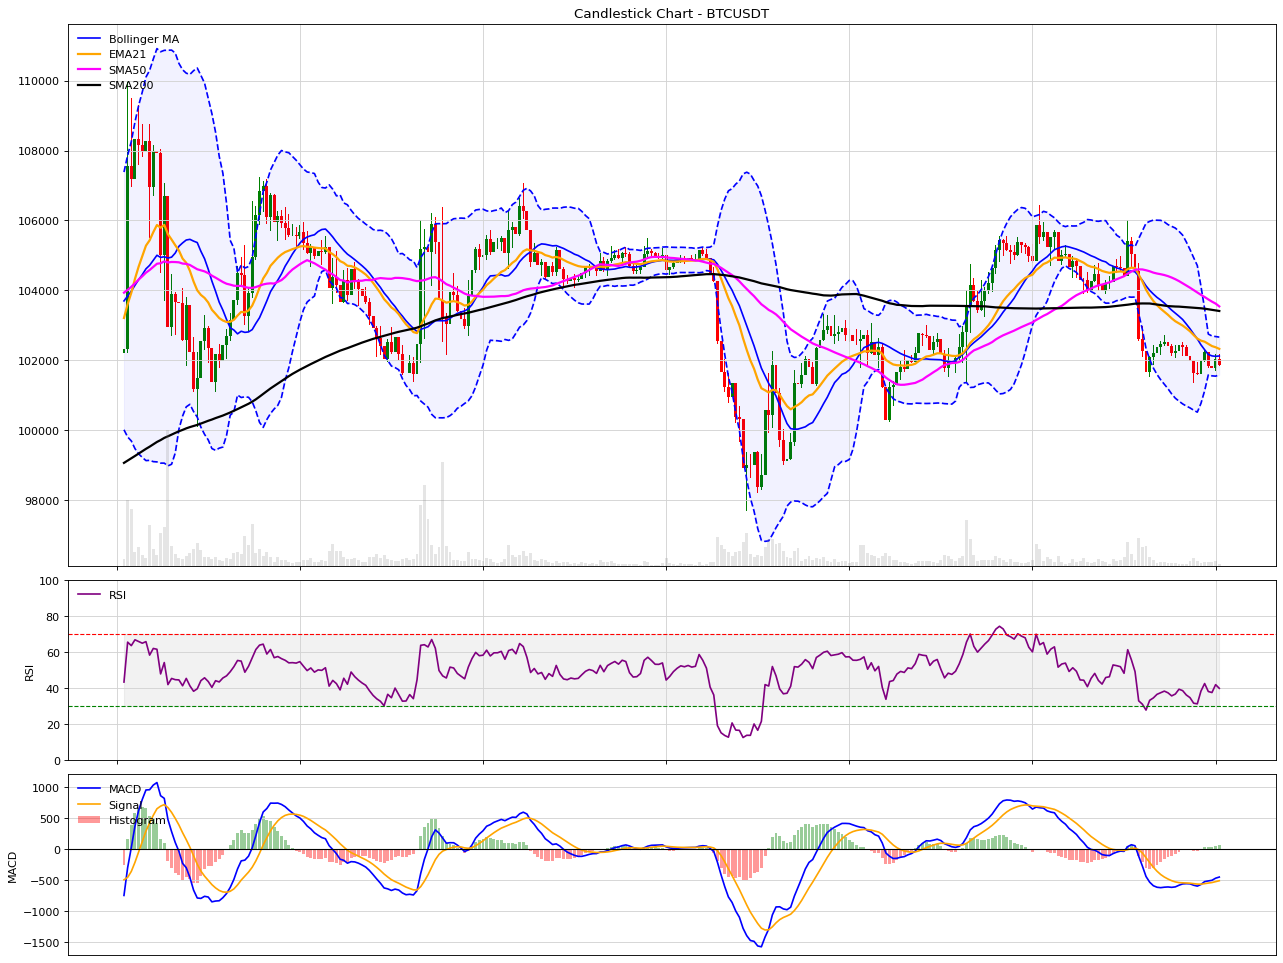 Candlestick Chart - BTCUSDT
Bollinger MA
EMA21
SMA50
SMA200
110000
108000
106000
104000
102000
100000
98000
RSI
100
80
60
40
20
0
RSI
MACD
Signal
Histogram
1000
500
0
−500
−1000
−1500
MACD